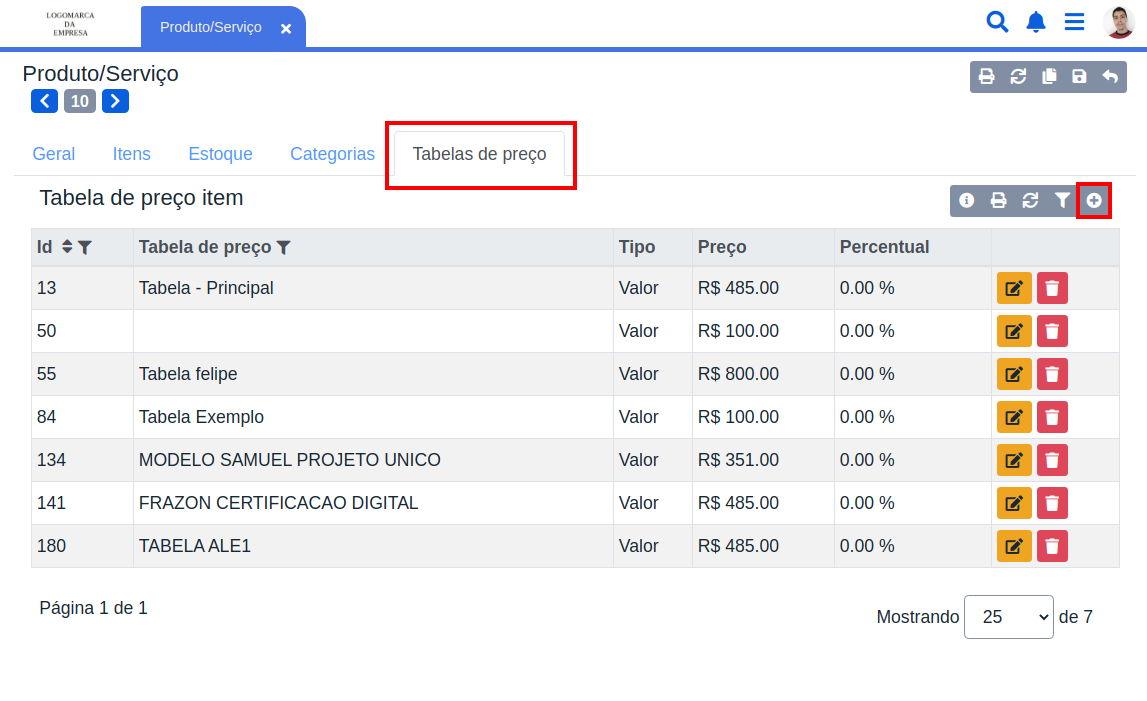 LOGOMARCA
DA
EMPRESA
Produto/Serviço
Produto/Serviço
10
Geral Itens Estoque Categorias Tabelas de preço
Tabela de preço item
Id Tabela de preço Tipo Preço Percentual
13 Tabela - Principal Valor R$ 485.00 0.00 %
50 Valor R$ 100.00 0.00 %
55 Tabela felipe Valor R$ 800.00 0.00 %
84 Tabela Exemplo Valor R$ 100.00 0.00 %
134 MODELO SAMUEL PROJETO UNICO Valor R$ 351.00 0.00 %
141 FRAZON CERTIFICACAO DIGITAL Valor R$ 485.00 0.00 %
180 TABELA ALE1 Valor R$ 485.00 0.00 %
Página 1 de 1
Mostrando 25 de 7